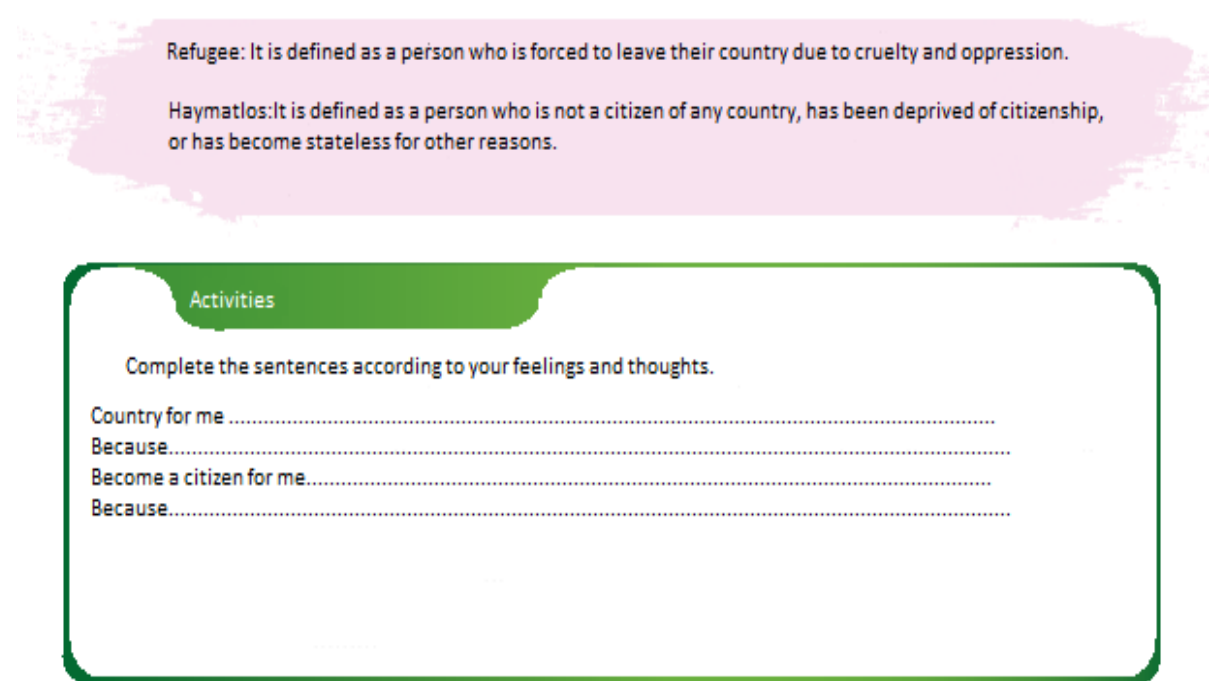 Refugee: It is defined as a person who is forced to leave their country due to cruelty and oppression.
Haymatlos:It is defined as a person who is not a citizen of any country, has been deprived of citizenship,
or has become stateless for other reasons.
Activities
Complete the sentences according to your feelings and thoughts.
Country for me ....................................................................................................................................
Because..................................................................................................................................................
Become a citizen for me......................................................................................................................
Because..................................................................................................................................................